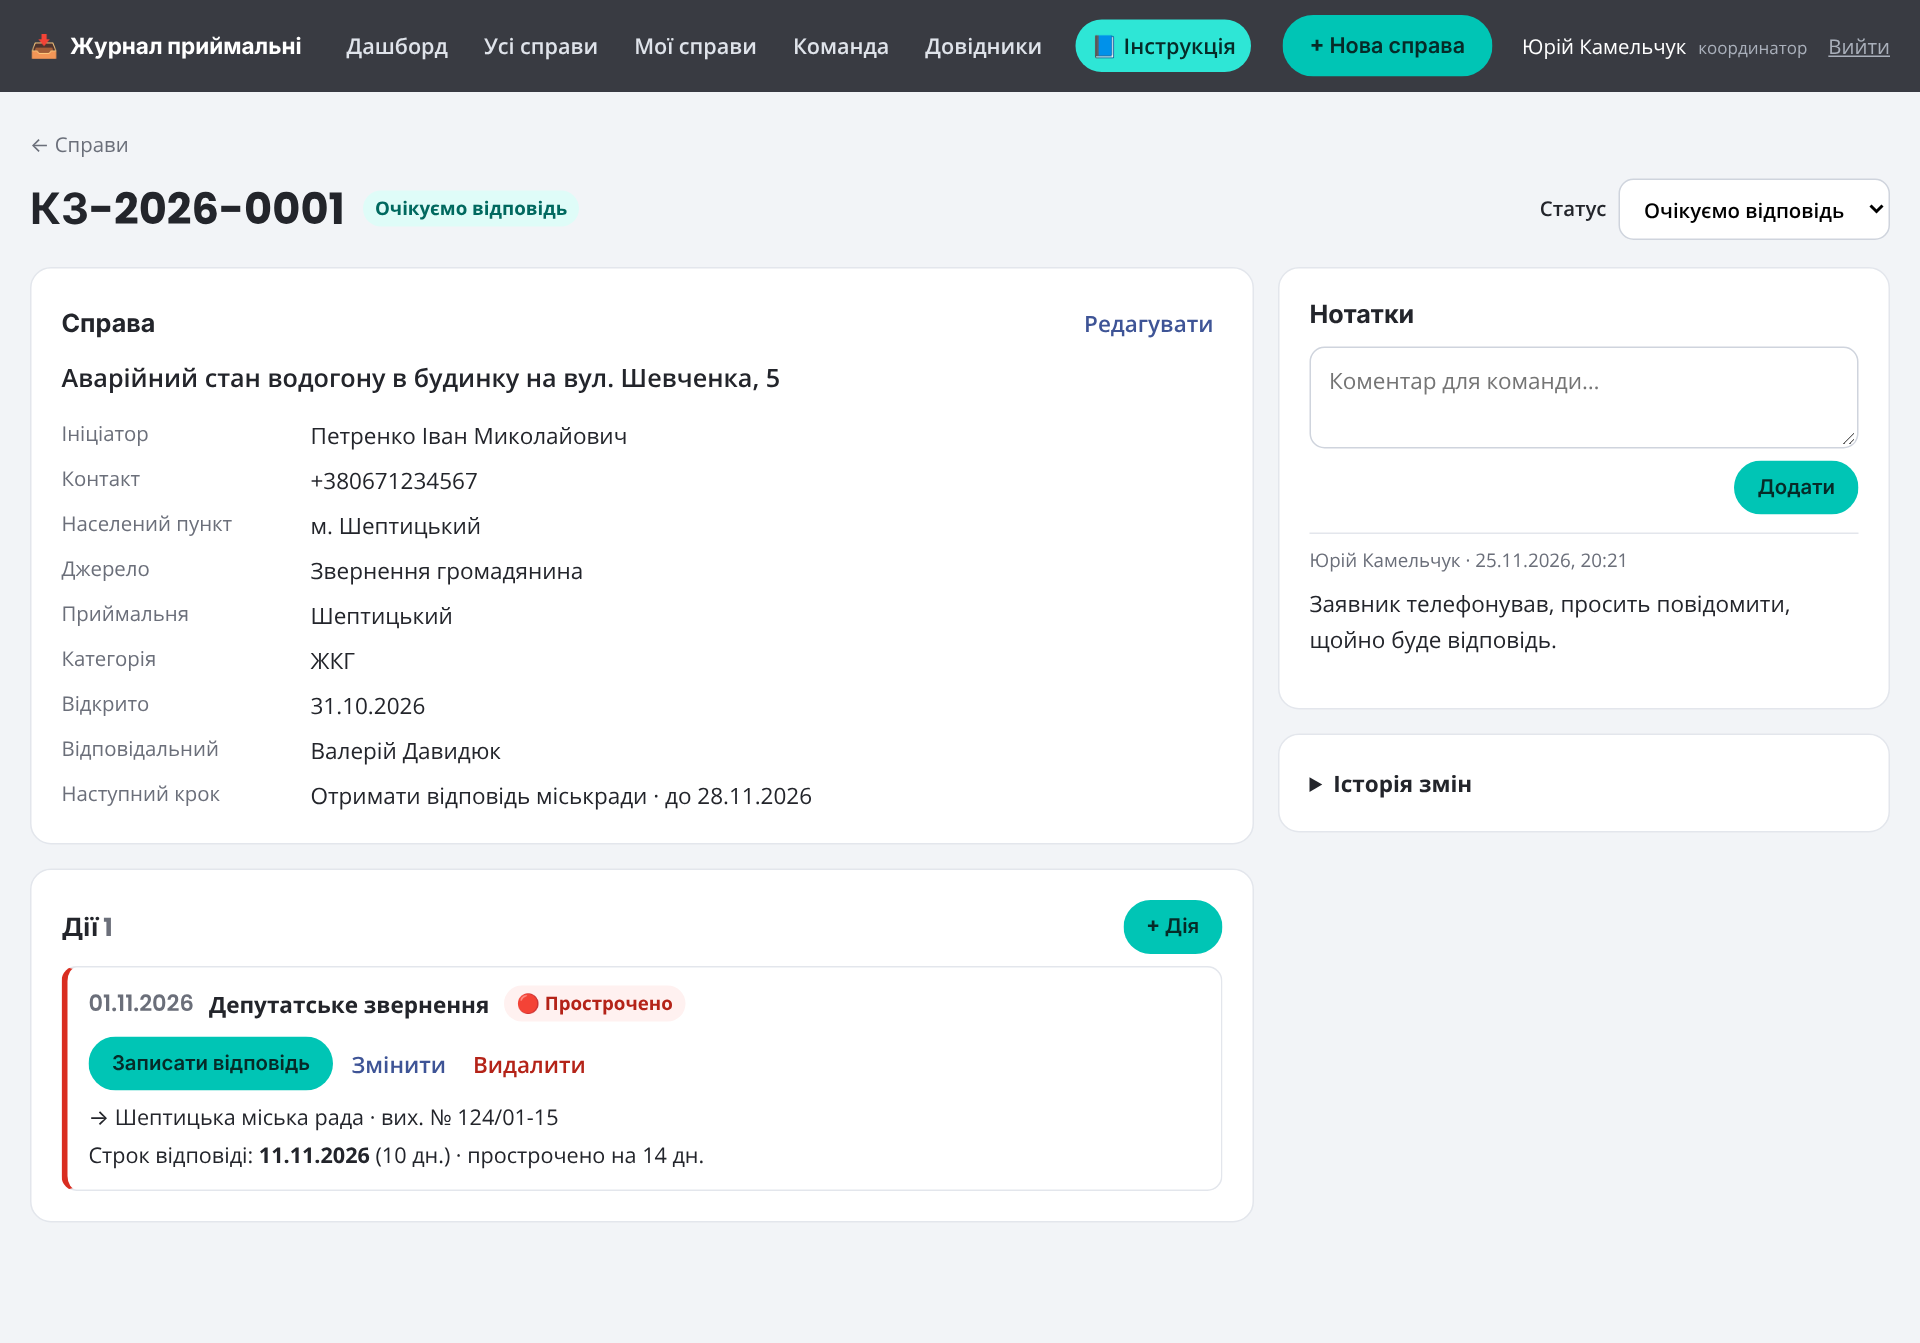 Журнал приймальні
Дашборд
Усі справи
Мої справи
Команда
Довідники
Інструкція
+ Нова справа
Юрій Камельчук координатор
Вийти
← Справи
КЗ-2026-0001
Очікуємо відповідь
Статус
Очікуємо відповідь
Справа
Редагувати
Аварійний стан водогону в будинку на вул. Шевченка, 5
Ініціатор Петренко Іван Миколайович
Контакт +380671234567
Населений пункт м. Шептицький
Джерело Звернення громадянина
Приймальня Шептицький
Категорія ЖКГ
Відкрито 31.10.2026
Відповідальний Валерій Давидюк
Наступний крок Отримати відповідь міськради · до 28.11.2026
Дії 1
+ Дія
01.11.2026 Депутатське звернення Прострочено
Записати відповідь Змінити Видалити
→ Шептицька міська рада · вих. № 124/01-15
Строк відповіді: 11.11.2026 (10 дн.) · прострочено на 14 дн.
Нотатки
Коментар для команди...
Додати
Юрій Камельчук · 25.11.2026, 20:21
Заявник телефонував, просить повідомити,
щойно буде відповідь.
Історія змін